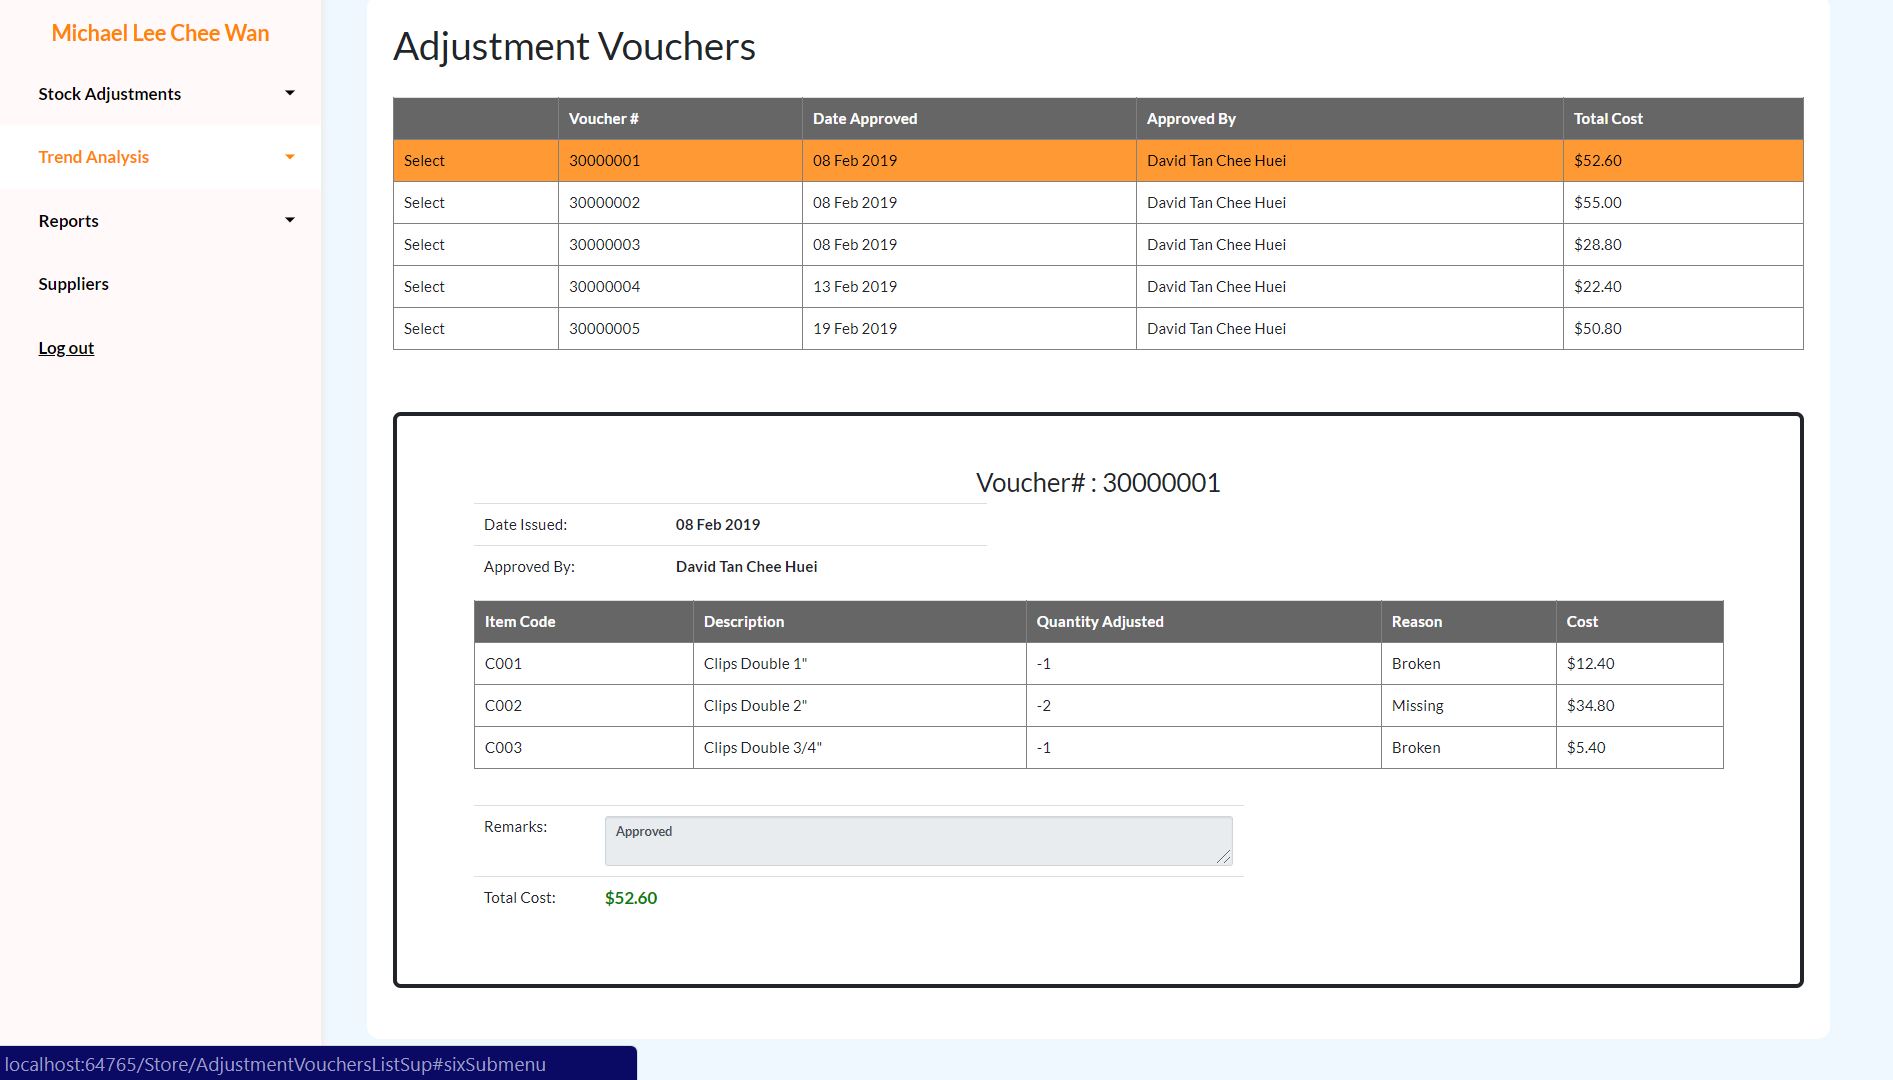 Michael Lee Chee Wan
Stock Adjustments
Trend Analysis
Reports
Suppliers
Log out
Adjustment Vouchers
Voucher # Date Approved Approved By Total Cost
Select 30000001 08 Feb 2019 David Tan Chee Huei $52.60
Select 30000002 08 Feb 2019 David Tan Chee Huei $55.00
Select 30000003 08 Feb 2019 David Tan Chee Huei $28.80
Select 30000004 13 Feb 2019 David Tan Chee Huei $22.40
Select 30000005 19 Feb 2019 David Tan Chee Huei $50.80
Voucher# : 30000001
Date Issued: 08 Feb 2019
Approved By: David Tan Chee Huei
Item Code Description Quantity Adjusted Reason Cost
C001 Clips Double 1" -1 Broken $12.40
C002 Clips Double 2" -2 Missing $34.80
C003 Clips Double 3/4" -1 Broken $5.40
Remarks: Approved
Total Cost: $52.60
localhost:64765/Store/AdjustmentVouchersListSup#sixSubmenu